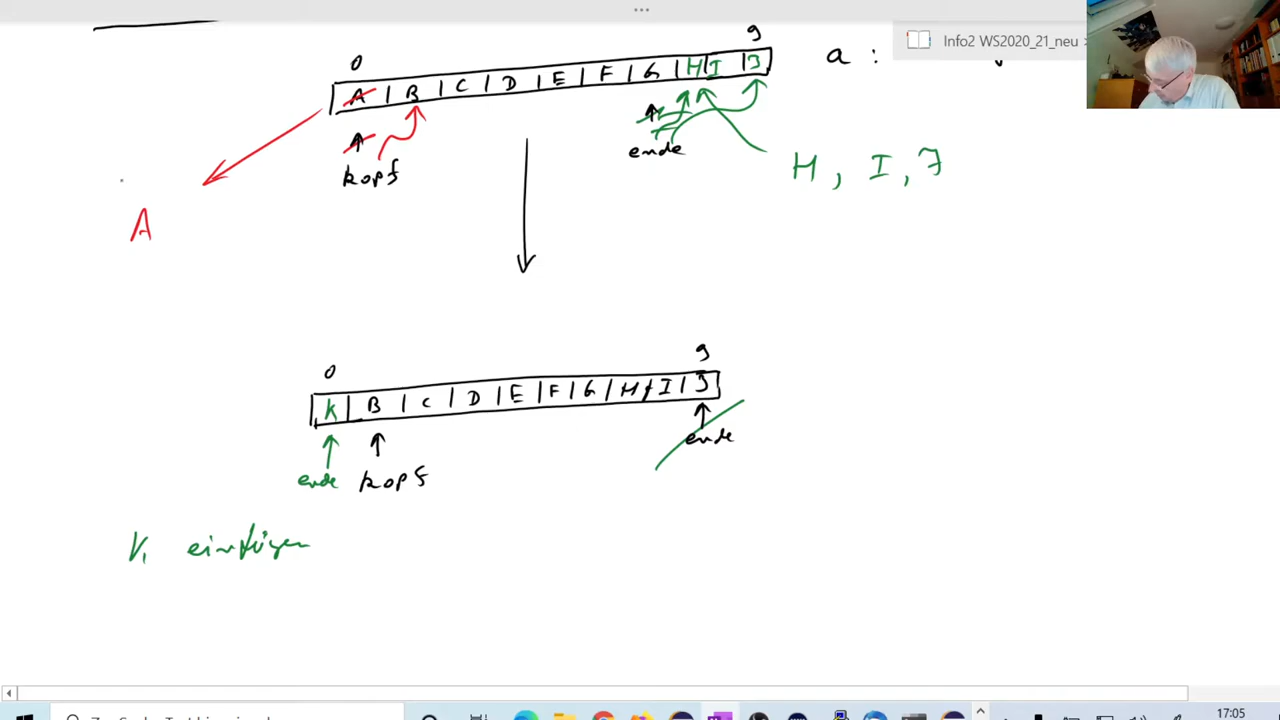 ...
9
Info2 WS2020_21_neu >
0
a :
A | B | C | D | E | F | G | H | I | J
kopf
ende
H, I, J
A
9
0
K | B | C | D | E | F | G | H | I | J
ende
ende
kopf
K einfügen
17:05